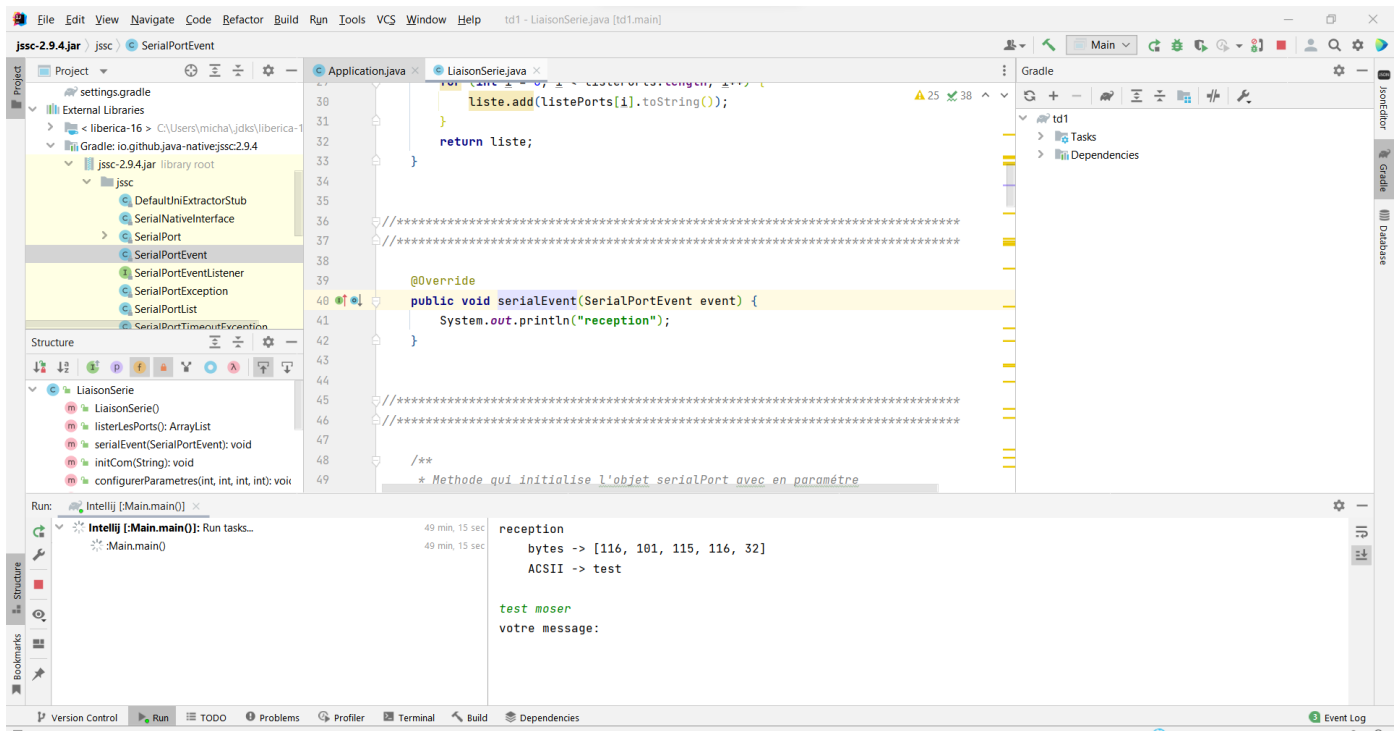 File Edit View Navigate Code Refactor Build Run Tools VCS Window Help td1 - LiaisonSerie.java [td1.main]
jssc-2.9.4.jar jssc SerialPortEvent Main
Project
Project
settings.gradle
External Libraries
< liberica-16 > C:\Users\micha\.jdks\liberica-1
Gradle: io.github.java-native:jssc:2.9.4
jssc-2.9.4.jar library root
jssc
DefaultUniExtractorStub
SerialNativeInterface
SerialPort
SerialPortEvent
SerialPortEventListener
SerialPortException
SerialPortList
SerialPortTimeoutException
Structure
LiaisonSerie
LiaisonSerie()
listerLesPorts(): ArrayList
serialEvent(SerialPortEvent): void
initCom(String): void
configurerParametres(int, int, int, int): voic
Application.java LiaisonSerie.java
25 38
30 liste.add(listePorts[i].toString());
31 }
32 return liste;
33 }
34
35
36 //******************************************************************************
37 //******************************************************************************
38
39 @Override
40 public void serialEvent(SerialPortEvent event) {
41 System.out.println("reception");
42 }
43
44
45 //******************************************************************************
46 //******************************************************************************
47
48 /**
49 * Methode qui initialise l'objet serialPort avec en paramétre
Gradle
td1
Tasks
Dependencies
JsonEditor
Gradle
Database
Run: Intellij [:Main.main()]
Intellij [:Main.main()]: Run tasks... 49 min, 15 sec
:Main.main() 49 min, 15 sec
reception
bytes -> [116, 101, 115, 116, 32]
ACSII -> test
test moser
votre message:
Structure
Bookmarks
Version Control Run TODO Problems Profiler Terminal Build Dependencies 3 Event Log